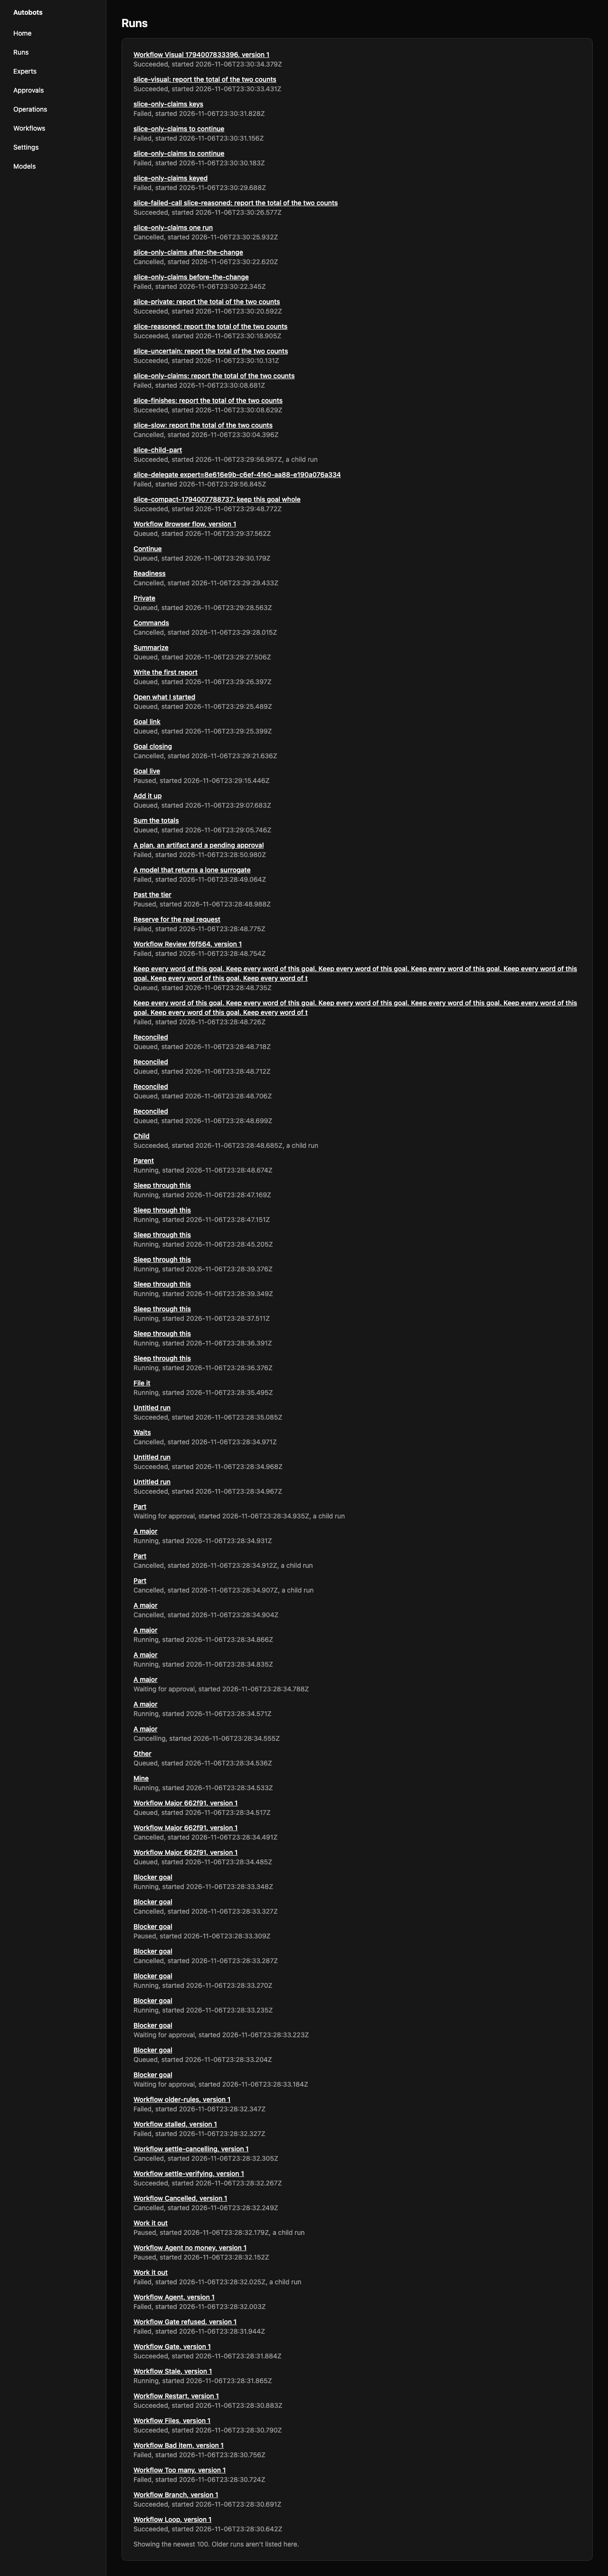 Autobots
Home
Runs
Experts
Approvals
Operations
Workflows
Settings
Models
Runs
Workflow Visual 1794007833396, version 1
Succeeded, started 2026-11-06T23:30:34.379Z
slice-visual: report the total of the two counts
Succeeded, started 2026-11-06T23:30:33.431Z
slice-only-claims keys
Failed, started 2026-11-06T23:30:31.828Z
slice-only-claims to continue
Failed, started 2026-11-06T23:30:31.156Z
slice-only-claims to continue
Failed, started 2026-11-06T23:30:30.183Z
slice-only-claims keyed
Failed, started 2026-11-06T23:30:29.688Z
slice-failed-call slice-reasoned: report the total of the two counts
Succeeded, started 2026-11-06T23:30:26.577Z
slice-only-claims one run
Cancelled, started 2026-11-06T23:30:25.932Z
slice-only-claims after-the-change
Cancelled, started 2026-11-06T23:30:22.620Z
slice-only-claims before-the-change
Failed, started 2026-11-06T23:30:22.345Z
slice-private: report the total of the two counts
Succeeded, started 2026-11-06T23:30:20.592Z
slice-reasoned: report the total of the two counts
Succeeded, started 2026-11-06T23:30:18.905Z
slice-uncertain: report the total of the two counts
Succeeded, started 2026-11-06T23:30:10.131Z
slice-only-claims: report the total of the two counts
Failed, started 2026-11-06T23:30:08.681Z
slice-finishes: report the total of the two counts
Succeeded, started 2026-11-06T23:30:08.629Z
slice-slow: report the total of the two counts
Cancelled, started 2026-11-06T23:30:04.396Z
slice-child-part
Succeeded, started 2026-11-06T23:29:56.957Z, a child run
slice-delegate expert=8e616e9b-c6ef-4fe0-aa88-e190a076a334
Failed, started 2026-11-06T23:29:56.845Z
slice-compact-1794007788737: keep this goal whole
Succeeded, started 2026-11-06T23:29:48.772Z
Workflow Browser flow, version 1
Queued, started 2026-11-06T23:29:37.562Z
Continue
Queued, started 2026-11-06T23:29:30.179Z
Readiness
Cancelled, started 2026-11-06T23:29:29.433Z
Private
Queued, started 2026-11-06T23:29:28.563Z
Commands
Cancelled, started 2026-11-06T23:29:28.015Z
Summarize
Queued, started 2026-11-06T23:29:27.506Z
Write the first report
Queued, started 2026-11-06T23:29:26.397Z
Open what I started
Queued, started 2026-11-06T23:29:25.489Z
Goal link
Queued, started 2026-11-06T23:29:25.399Z
Goal closing
Cancelled, started 2026-11-06T23:29:21.636Z
Goal live
Paused, started 2026-11-06T23:29:15.446Z
Add it up
Queued, started 2026-11-06T23:29:07.683Z
Sum the totals
Queued, started 2026-11-06T23:29:05.746Z
A plan, an artifact and a pending approval
Failed, started 2026-11-06T23:28:50.980Z
A model that returns a lone surrogate
Failed, started 2026-11-06T23:28:49.064Z
Past the tier
Paused, started 2026-11-06T23:28:48.988Z
Reserve for the real request
Failed, started 2026-11-06T23:28:48.775Z
Workflow Review f6f564, version 1
Failed, started 2026-11-06T23:28:48.754Z
Keep every word of this goal. Keep every word of this goal. Keep every word of this goal. Keep every word of this goal. Keep every word of this
goal. Keep every word of this goal. Keep every word of t
Queued, started 2026-11-06T23:28:48.735Z
Keep every word of this goal. Keep every word of this goal. Keep every word of this goal. Keep every word of this goal. Keep every word of this
goal. Keep every word of this goal. Keep every word of t
Failed, started 2026-11-06T23:28:48.726Z
Reconciled
Queued, started 2026-11-06T23:28:48.718Z
Reconciled
Queued, started 2026-11-06T23:28:48.712Z
Reconciled
Queued, started 2026-11-06T23:28:48.706Z
Reconciled
Queued, started 2026-11-06T23:28:48.699Z
Child
Succeeded, started 2026-11-06T23:28:48.685Z, a child run
Parent
Running, started 2026-11-06T23:28:48.674Z
Sleep through this
Running, started 2026-11-06T23:28:47.169Z
Sleep through this
Running, started 2026-11-06T23:28:47.151Z
Sleep through this
Running, started 2026-11-06T23:28:45.205Z
Sleep through this
Running, started 2026-11-06T23:28:39.376Z
Sleep through this
Running, started 2026-11-06T23:28:39.349Z
Sleep through this
Running, started 2026-11-06T23:28:37.511Z
Sleep through this
Running, started 2026-11-06T23:28:36.391Z
Sleep through this
Running, started 2026-11-06T23:28:36.376Z
File it
Running, started 2026-11-06T23:28:35.495Z
Untitled run
Succeeded, started 2026-11-06T23:28:35.085Z
Waits
Cancelled, started 2026-11-06T23:28:34.971Z
Untitled run
Succeeded, started 2026-11-06T23:28:34.968Z
Untitled run
Succeeded, started 2026-11-06T23:28:34.967Z
Part
Waiting for approval, started 2026-11-06T23:28:34.935Z, a child run
A major
Running, started 2026-11-06T23:28:34.931Z
Part
Cancelled, started 2026-11-06T23:28:34.912Z, a child run
Part
Cancelled, started 2026-11-06T23:28:34.907Z, a child run
A major
Cancelled, started 2026-11-06T23:28:34.904Z
A major
Running, started 2026-11-06T23:28:34.866Z
A major
Running, started 2026-11-06T23:28:34.835Z
A major
Waiting for approval, started 2026-11-06T23:28:34.788Z
A major
Running, started 2026-11-06T23:28:34.571Z
A major
Cancelling, started 2026-11-06T23:28:34.555Z
Other
Queued, started 2026-11-06T23:28:34.536Z
Mine
Running, started 2026-11-06T23:28:34.533Z
Workflow Major 662f91, version 1
Queued, started 2026-11-06T23:28:34.517Z
Workflow Major 662f91, version 1
Cancelled, started 2026-11-06T23:28:34.491Z
Workflow Major 662f91, version 1
Queued, started 2026-11-06T23:28:34.485Z
Blocker goal
Running, started 2026-11-06T23:28:33.348Z
Blocker goal
Cancelled, started 2026-11-06T23:28:33.327Z
Blocker goal
Paused, started 2026-11-06T23:28:33.309Z
Blocker goal
Cancelled, started 2026-11-06T23:28:33.287Z
Blocker goal
Running, started 2026-11-06T23:28:33.270Z
Blocker goal
Running, started 2026-11-06T23:28:33.235Z
Blocker goal
Waiting for approval, started 2026-11-06T23:28:33.223Z
Blocker goal
Queued, started 2026-11-06T23:28:33.204Z
Blocker goal
Waiting for approval, started 2026-11-06T23:28:33.184Z
Workflow older-rules, version 1
Failed, started 2026-11-06T23:28:32.347Z
Workflow stalled, version 1
Failed, started 2026-11-06T23:28:32.327Z
Workflow settle-cancelling, version 1
Cancelled, started 2026-11-06T23:28:32.305Z
Workflow settle-verifying, version 1
Succeeded, started 2026-11-06T23:28:32.267Z
Workflow Cancelled, version 1
Cancelled, started 2026-11-06T23:28:32.249Z
Work it out
Paused, started 2026-11-06T23:28:32.179Z, a child run
Workflow Agent no money, version 1
Paused, started 2026-11-06T23:28:32.152Z
Work it out
Failed, started 2026-11-06T23:28:32.025Z, a child run
Workflow Agent, version 1
Failed, started 2026-11-06T23:28:32.003Z
Workflow Gate refused, version 1
Failed, started 2026-11-06T23:28:31.944Z
Workflow Gate, version 1
Succeeded, started 2026-11-06T23:28:31.884Z
Workflow Stale, version 1
Running, started 2026-11-06T23:28:31.865Z
Workflow Restart, version 1
Succeeded, started 2026-11-06T23:28:30.883Z
Workflow Files, version 1
Succeeded, started 2026-11-06T23:28:30.790Z
Workflow Bad item, version 1
Failed, started 2026-11-06T23:28:30.756Z
Workflow Too many, version 1
Failed, started 2026-11-06T23:28:30.724Z
Workflow Branch, version 1
Succeeded, started 2026-11-06T23:28:30.691Z
Workflow Loop, version 1
Succeeded, started 2026-11-06T23:28:30.642Z
Showing the newest 100. Older runs aren't listed here.